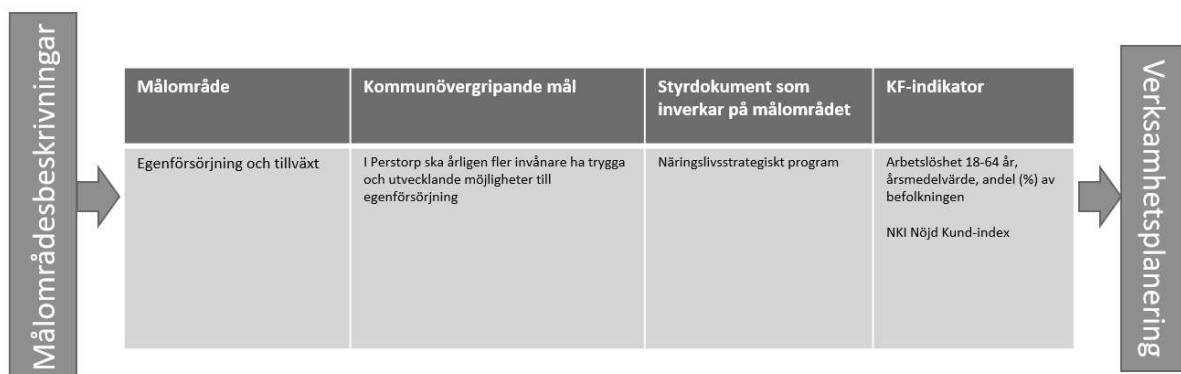 Målområdesbeskrivningar
Målområde
Kommunövergripande mål
Styrdokument som
inverkar på målområdet
KF-indikator
Egenförsörjning och tillväxt
I Perstorp ska årligen fler invånare ha trygga
och utvecklande möjligheter till
egenförsörjning
Näringslivsstrategiskt program
Arbetslöshet 18-64 år,
årsmedelvärde, andel (%) av
befolkningen
NKI Nöjd Kund-index
Verksamhetsplanering